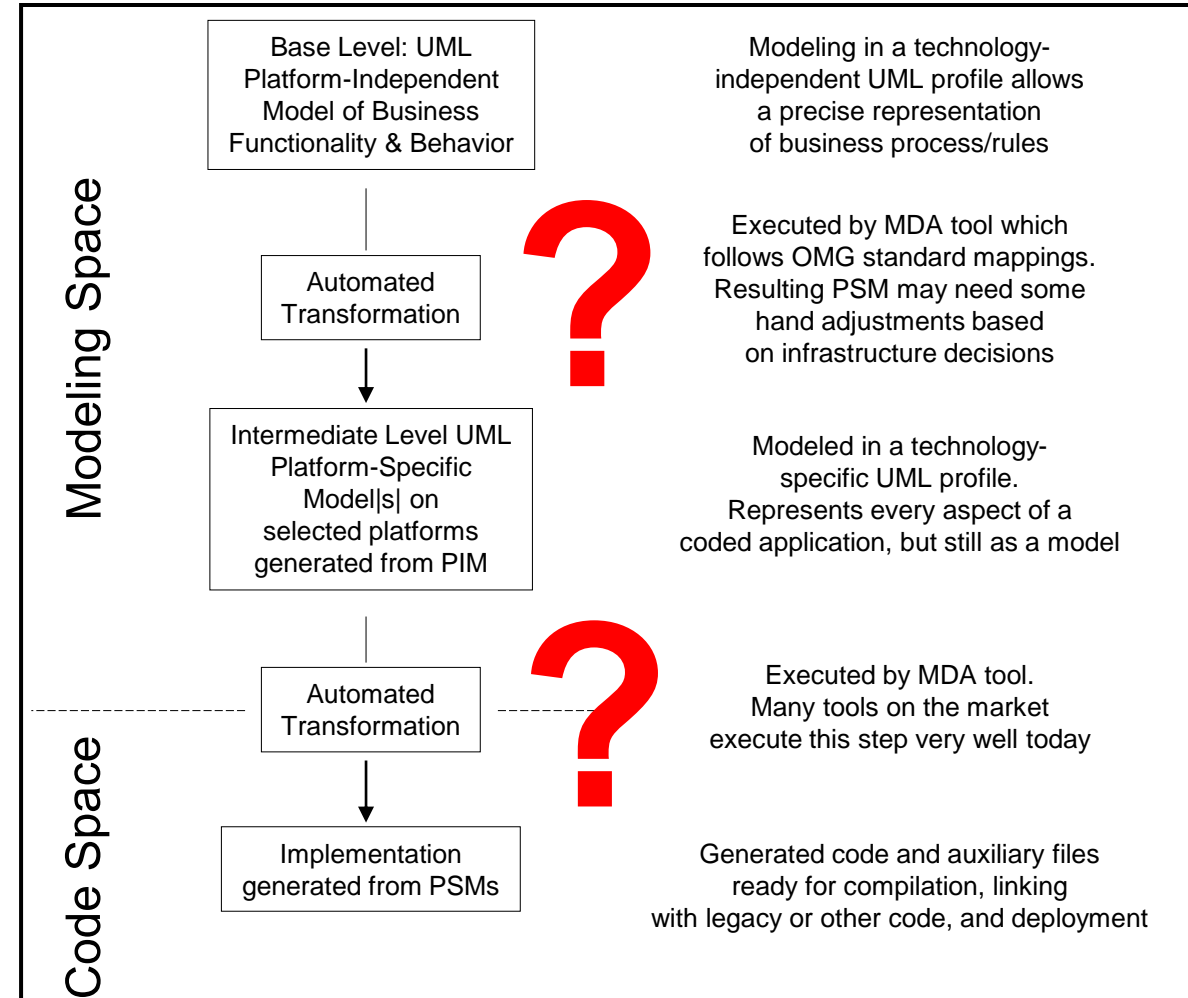 Modeling Space
Base Level: UML
Platform-Independent
Model of Business
Functionality & Behavior
Modeling in a technology-
independent UML profile allows
a precise representation
of business process/rules
Automated
Transformation
?
Executed by MDA tool which
follows OMG standard mappings.
Resulting PSM may need some
hand adjustments based
on infrastructure decisions
Intermediate Level UML
Platform-Specific
Model|s| on
selected platforms
generated from PIM
Modeled in a technology-
specific UML profile.
Represents every aspect of a
coded application, but still as a model
Automated
Transformation
?
Executed by MDA tool.
Many tools on the market
execute this step very well today
Code Space
Implementation
generated from PSMs
Generated code and auxiliary files
ready for compilation, linking
with legacy or other code, and deployment